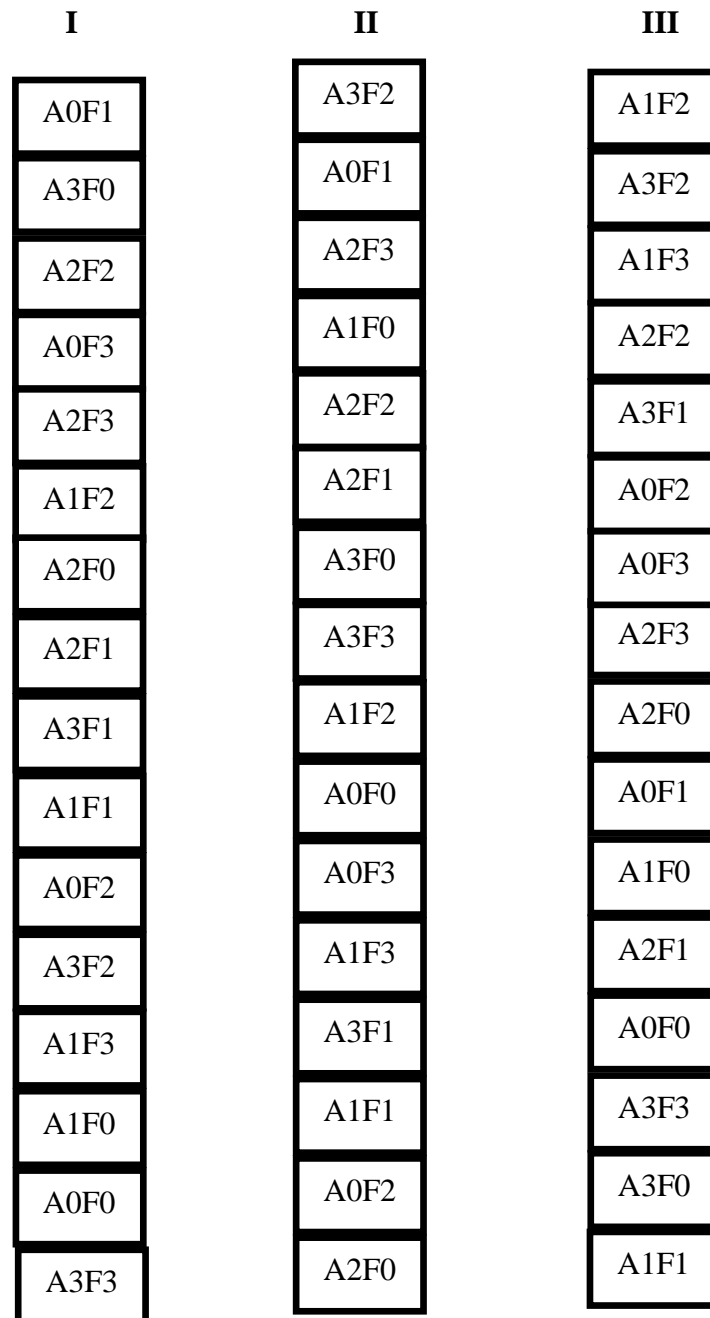 I II III
A0F1 A3F2 A1F2
A3F0 A0F1 A3F2
A2F2 A2F3 A1F3
A0F3 A1F0 A2F2
A2F3 A2F2 A3F1
A1F2 A2F1 A0F2
A2F0 A3F0 A0F3
A2F1 A3F3 A2F3
A3F1 A1F2 A2F0
A1F1 A0F0 A0F1
A0F2 A0F3 A1F0
A3F2 A1F3 A2F1
A1F3 A3F1 A0F0
A1F0 A1F1 A3F3
A0F0 A0F2 A3F0
A3F3 A2F0 A1F1